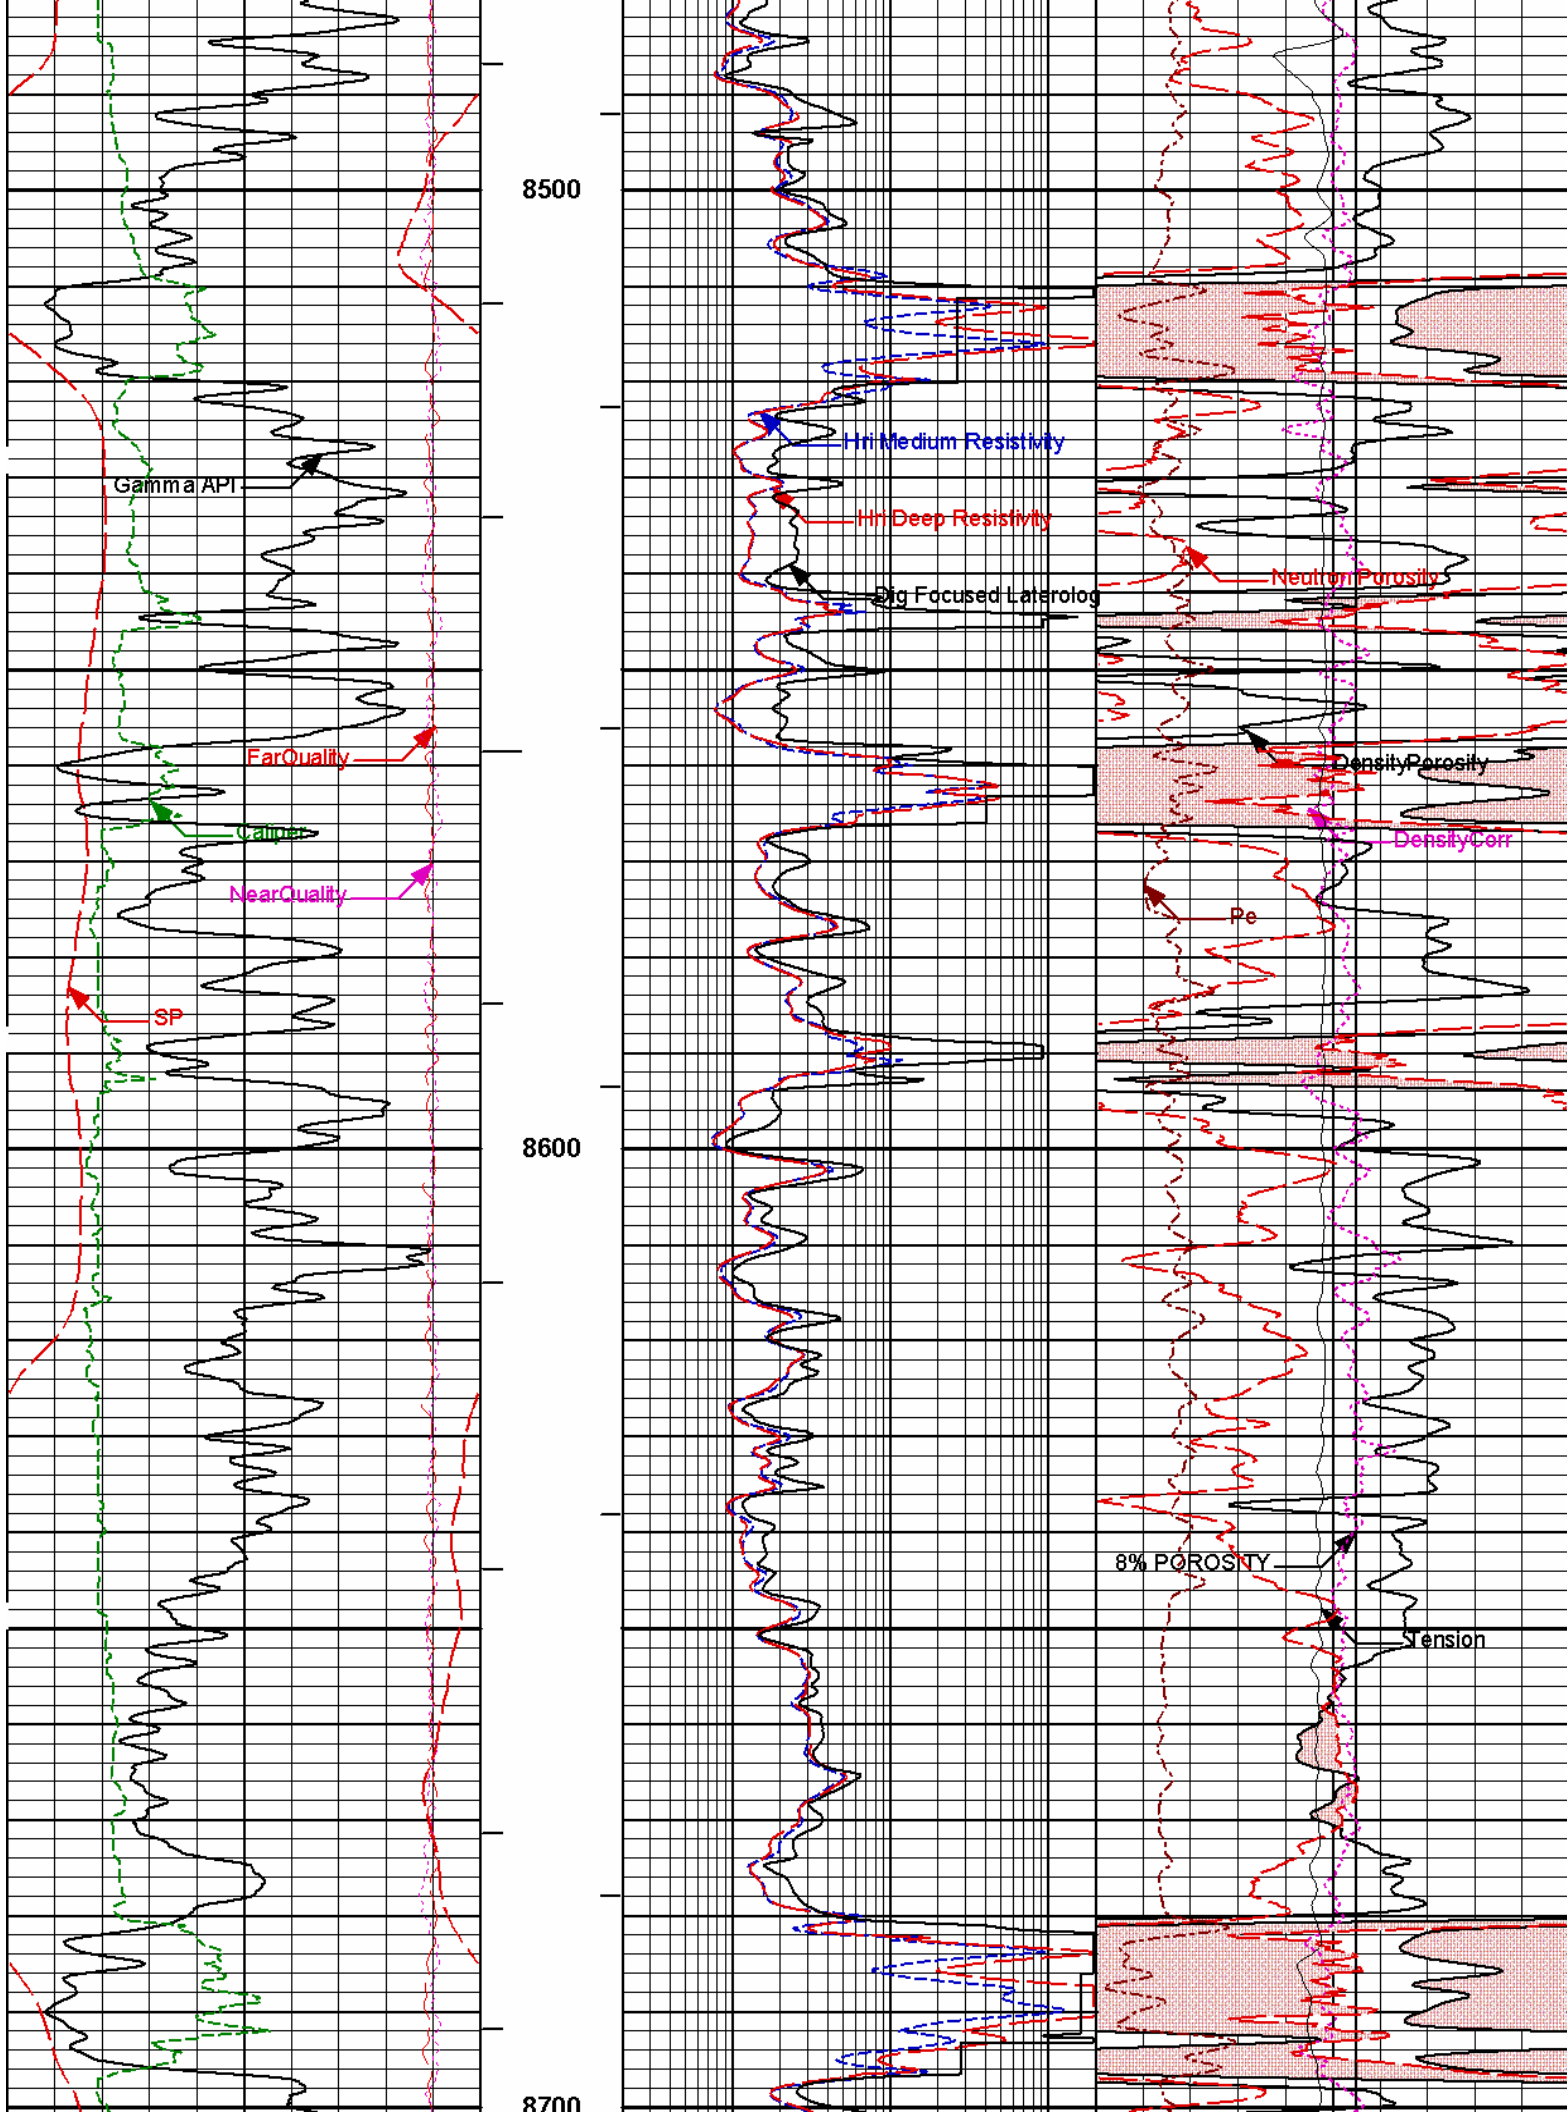 8500
Hri Medium Resistivity
Gamma API
Hri Deep Resistivity
Neutron Porosity
Dig Focused Laterolog
FarQuality
DensityPorosity
Caliper
DensityCorr
NearQuality
Pe
SP
8600
8% POROSITY
Tension
8700